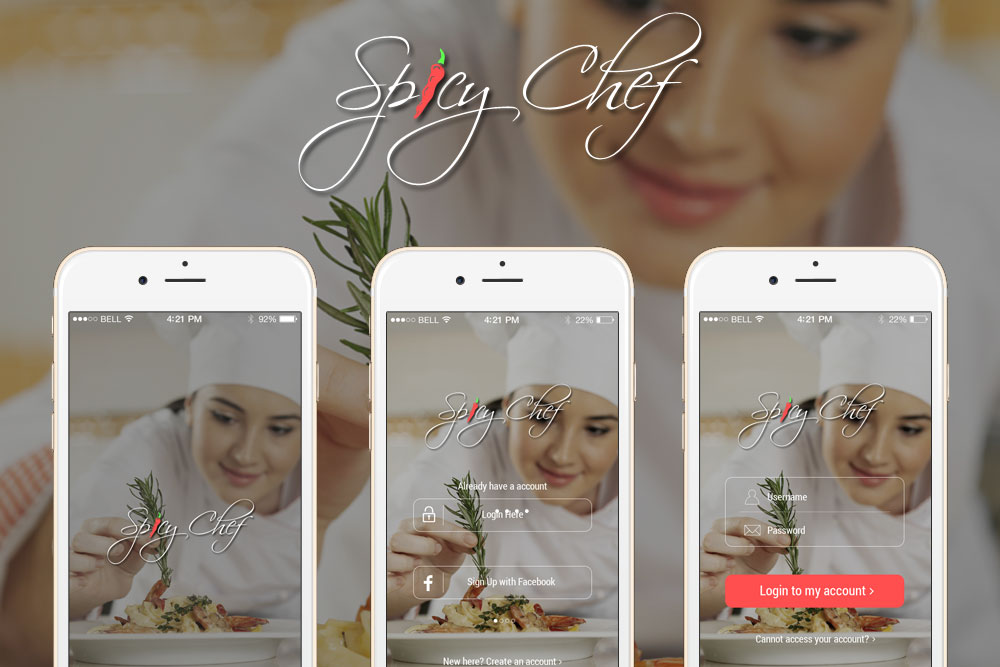 Spicy Chef
BELL 4:21 PM 92%
Spicy Chef
BELL 4:21 PM 22%
Spicy Chef
Already have a account
Login Here
f Sign Up with Facebook
New here? Create an account >
BELL 4:21 PM 22%
Spicy Chef
Username
Password
Login to my account >
Cannot access your account? >